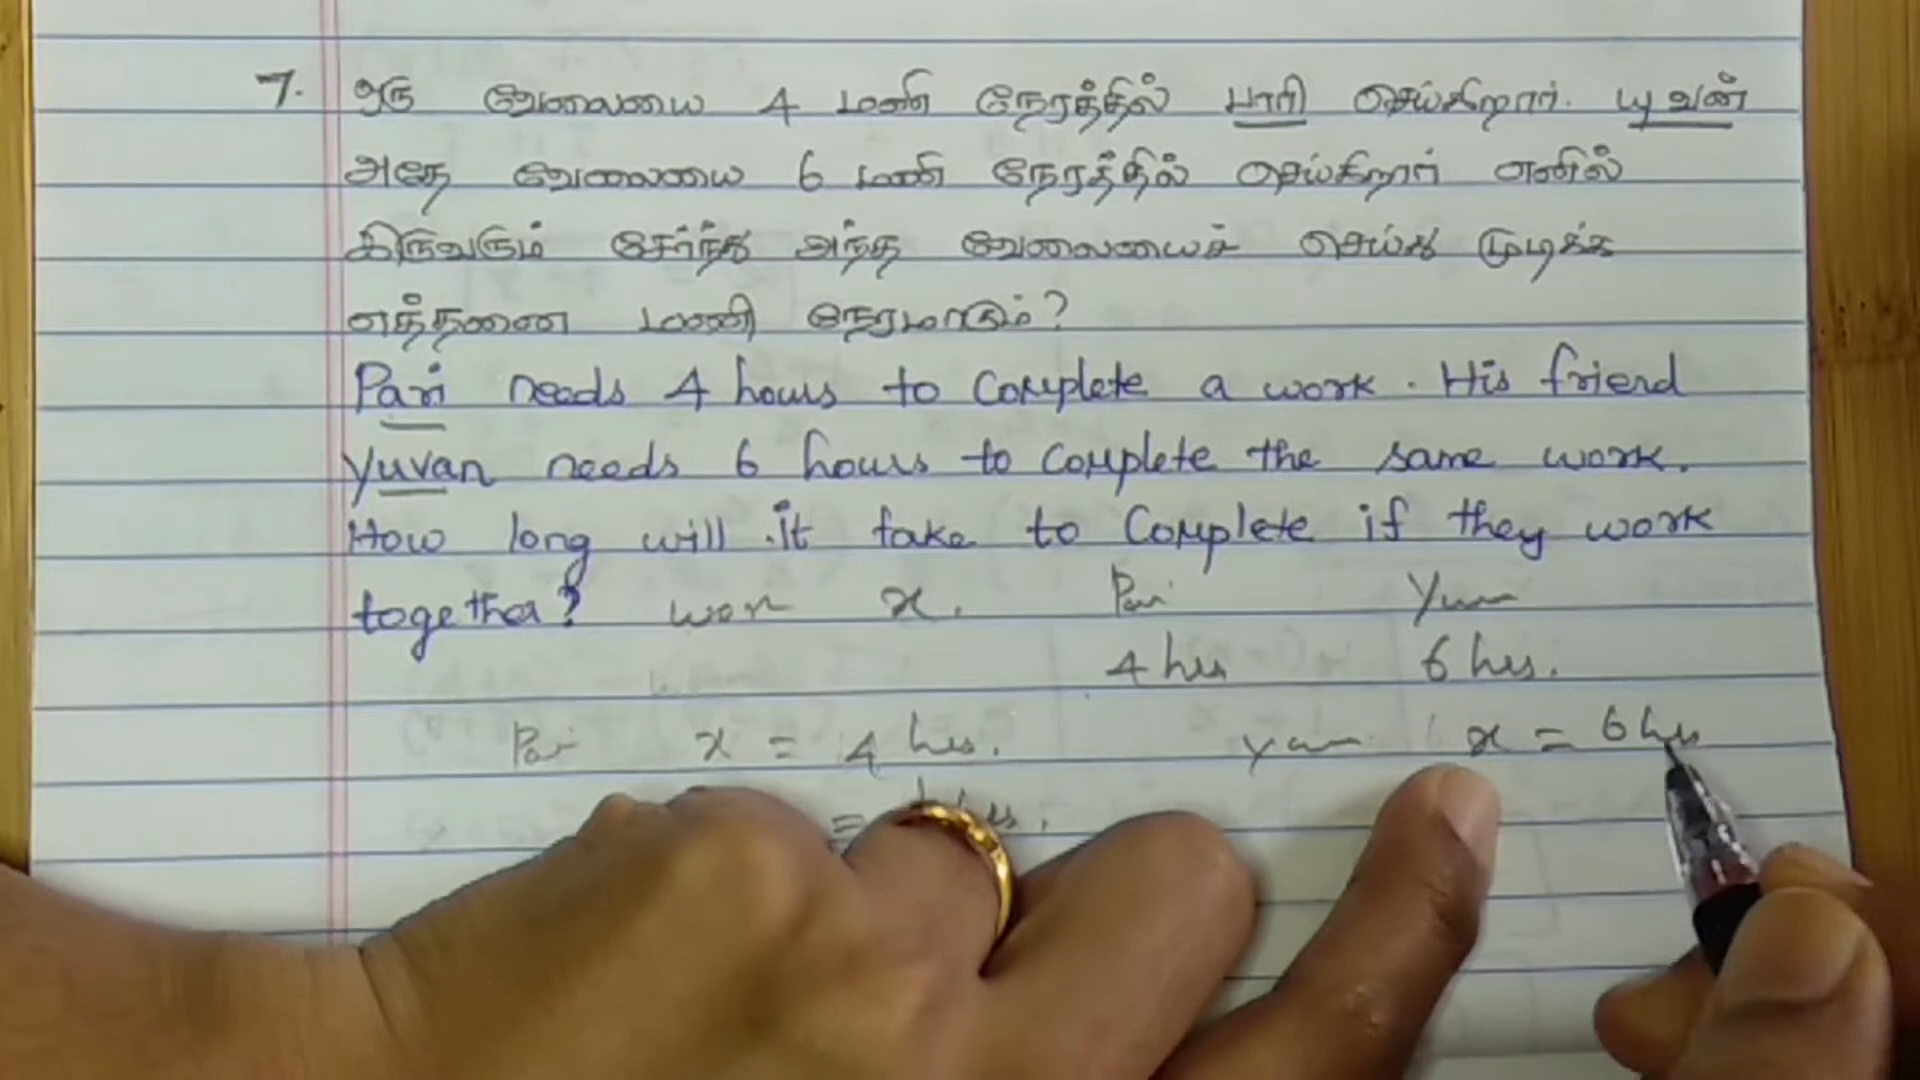 7. ஒரு வேலையை 4 மணி நேரத்தில் பாரி செய்கிறார். யுவன்
அதே வேலையை 6 மணி நேரத்தில் செய்கிறார் எனில்
இருவரும் சேர்ந்து அந்த வேலையைச் செய்து முடிக்க
எத்தனை மணி நேரமாகும்?
Pari needs 4 hours to Complete a work. His friend
yuvan needs 6 hours to complete the same work.
How long will it take to Complete if they work
together? work x. Pari Yuvan
4 hrs 6 hrs.
Pari x = 4 hrs. yuvan x = 6 hrs
= hrs.